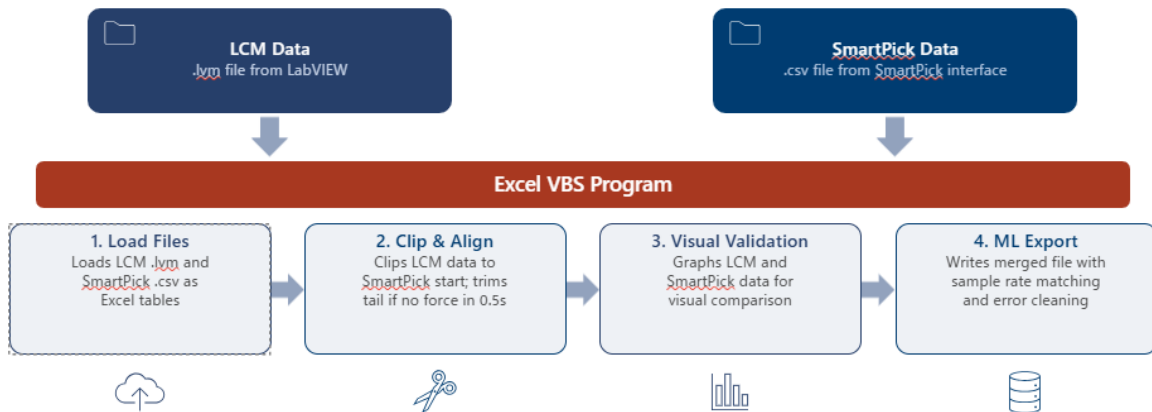 LCM Data
.lvm file from LabVIEW
SmartPick Data
.csv file from SmartPick interface
Excel VBS Program
1. Load Files
Loads LCM .lvm and
SmartPick .csv as
Excel tables
2. Clip & Align
Clips LCM data to
SmartPick start; trims
tail if no force in 0.5s
3. Visual Validation
Graphs LCM and
SmartPick data for
visual comparison
4. ML Export
Writes merged file with
sample rate matching
and error cleaning